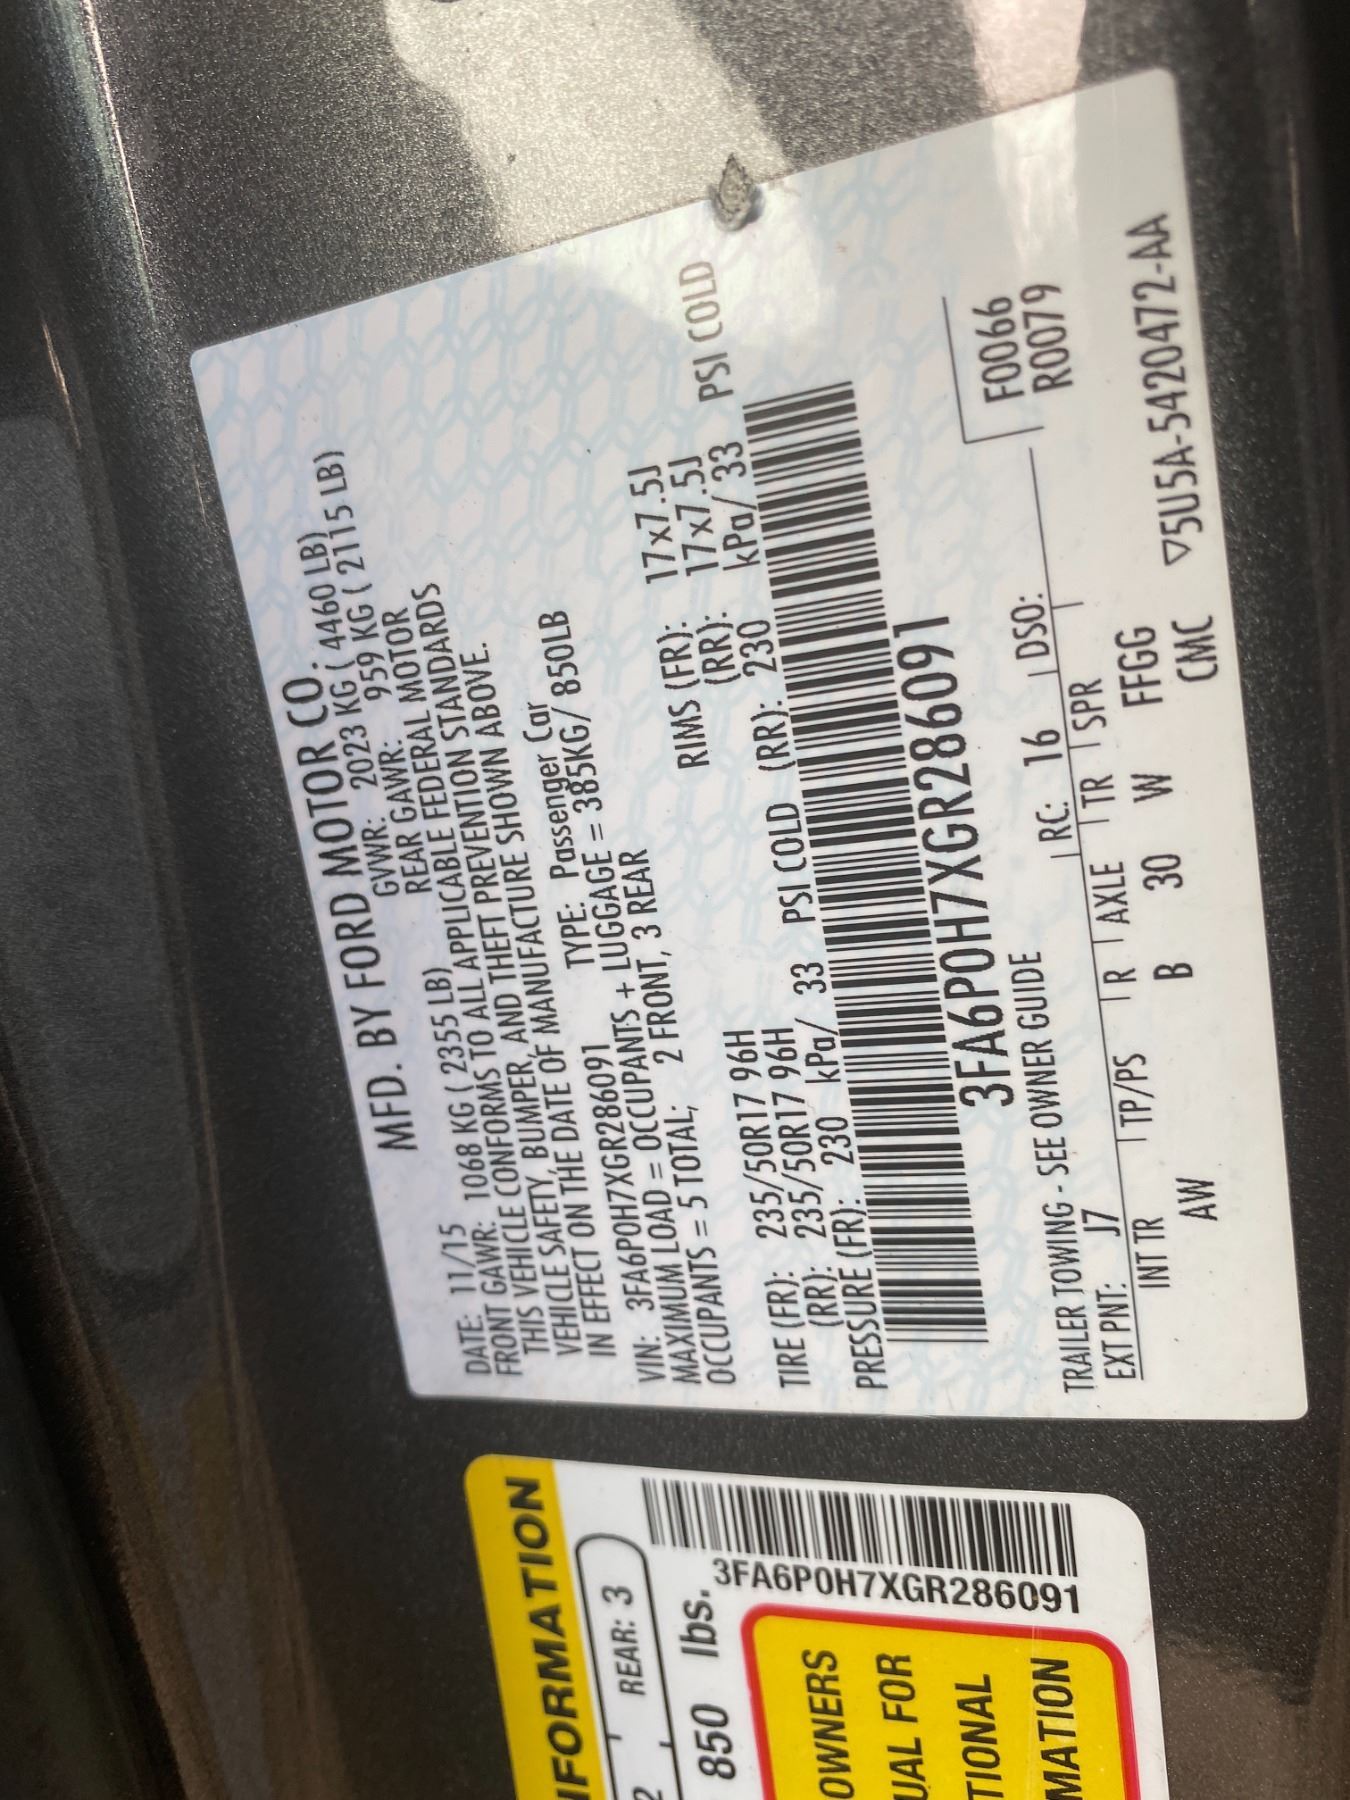 MFD. BY FORD MOTOR CO.
DATE: 11/15 GVWR: 2023 KG ( 4460 LB)
FRONT GAWR: 1068 KG ( 2355 LB) REAR GAWR: 959 KG ( 2115 LB)
THIS VEHICLE CONFORMS TO ALL APPLICABLE FEDERAL MOTOR
VEHICLE SAFETY, BUMPER, AND THEFT PREVENTION STANDARDS
IN EFFECT ON THE DATE OF MANUFACTURE SHOWN ABOVE.
VIN: 3FA6P0H7XGR286091 TYPE: Passenger Car
MAXIMUM LOAD = OCCUPANTS + LUGGAGE = 385KG/ 850LB
OCCUPANTS = 5 TOTAL; 2 FRONT, 3 REAR
TIRE (FR): 235/50R17 96H RIMS (FR): 17x7.5J
(RR): 235/50R17 96H (RR): 17x7.5J
PRESSURE (FR): 230 kPa/ 33 PSI COLD (RR): 230 kPa/ 33 PSI COLD
3FA6P0H7XGR286091
TRAILER TOWING - SEE OWNER GUIDE
F0066
R0079
EXT PNT: J7 RC: 16 DSO:
INT TR TP/PS R AXLE TR SPR
AW B 30 W FFGG
CMC ▽5U5A-5420472-AA
REAR: 3
850 lbs.
3FA6P0H7XGR286091
OWNERS